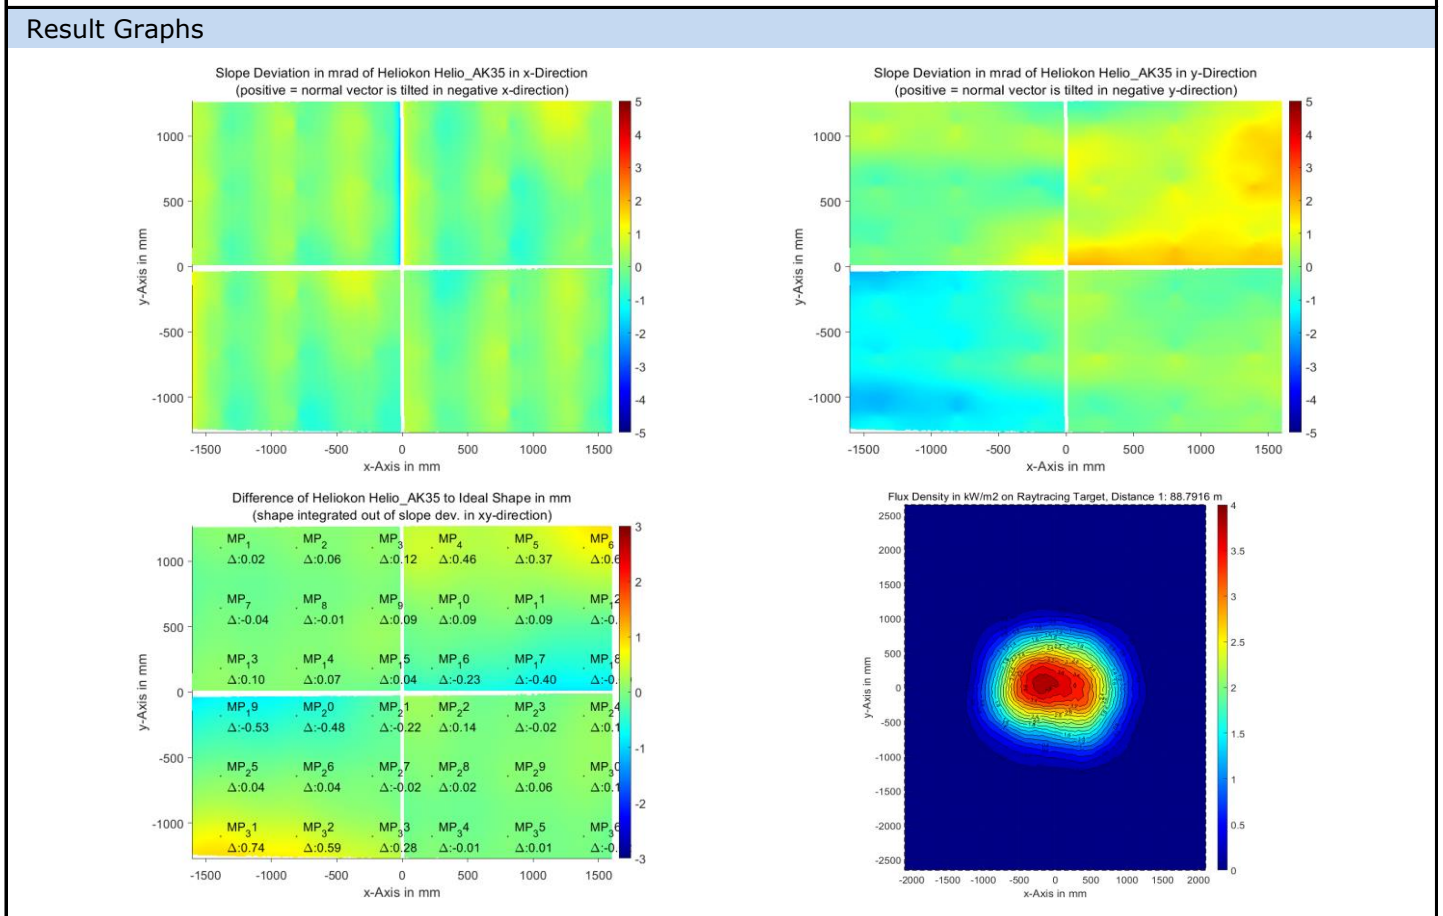 Result Graphs
Slope Deviation in mrad of Heliokon Helio_AK35 in x-Direction
(positive = normal vector is tilted in negative x-direction)
1000
500
0
-500
-1000
y-Axis in mm
-1500 -1000 -500 0 500 1000 1500
x-Axis in mm
5
4
3
2
1
0
-1
-2
-3
-4
-5
Slope Deviation in mrad of Heliokon Helio_AK35 in y-Direction
(positive = normal vector is tilted in negative y-direction)
1000
500
0
-500
-1000
y-Axis in mm
-1500 -1000 -500 0 500 1000 1500
x-Axis in mm
5
4
3
2
1
0
-1
-2
-3
-4
-5
Difference of Heliokon Helio_AK35 to Ideal Shape in mm
(shape integrated out of slope dev. in xy-direction)
1000
500
0
-500
-1000
y-Axis in mm
MP1 MP2 MP3 MP4 MP5 MP6
Δ:0.02 Δ:0.06 Δ:0.12 Δ:0.46 Δ:0.37 Δ:0.6
MP7 MP8 MP9 MP10 MP11 MP12
Δ:-0.04 Δ:-0.01 Δ:0.09 Δ:0.09 Δ:0.09 Δ:-0.
MP13 MP14 MP15 MP16 MP17 MP18
Δ:0.10 Δ:0.07 Δ:0.04 Δ:-0.23 Δ:-0.40 Δ:-0.
MP19 MP20 MP21 MP22 MP23 MP24
Δ:-0.53 Δ:-0.48 Δ:-0.22 Δ:0.14 Δ:-0.02 Δ:0.1
MP25 MP26 MP27 MP28 MP29 MP30
Δ:0.04 Δ:0.04 Δ:-0.02 Δ:0.02 Δ:0.06 Δ:0.1
MP31 MP32 MP33 MP34 MP35 MP36
Δ:0.74 Δ:0.59 Δ:0.28 Δ:-0.01 Δ:0.01 Δ:-0.
-1500 -1000 -500 0 500 1000 1500
x-Axis in mm
3
2
1
0
-1
-2
-3
Flux Density in kW/m2 on Raytracing Target, Distance 1: 88.7916 m
2500
2000
1500
1000
500
0
-500
-1000
-1500
-2000
-2500
y-Axis in mm
-2000 -1500 -1000 -500 0 500 1000 1500 2000
x-Axis in mm
4
3.5
3
2.5
2
1.5
1
0.5
0